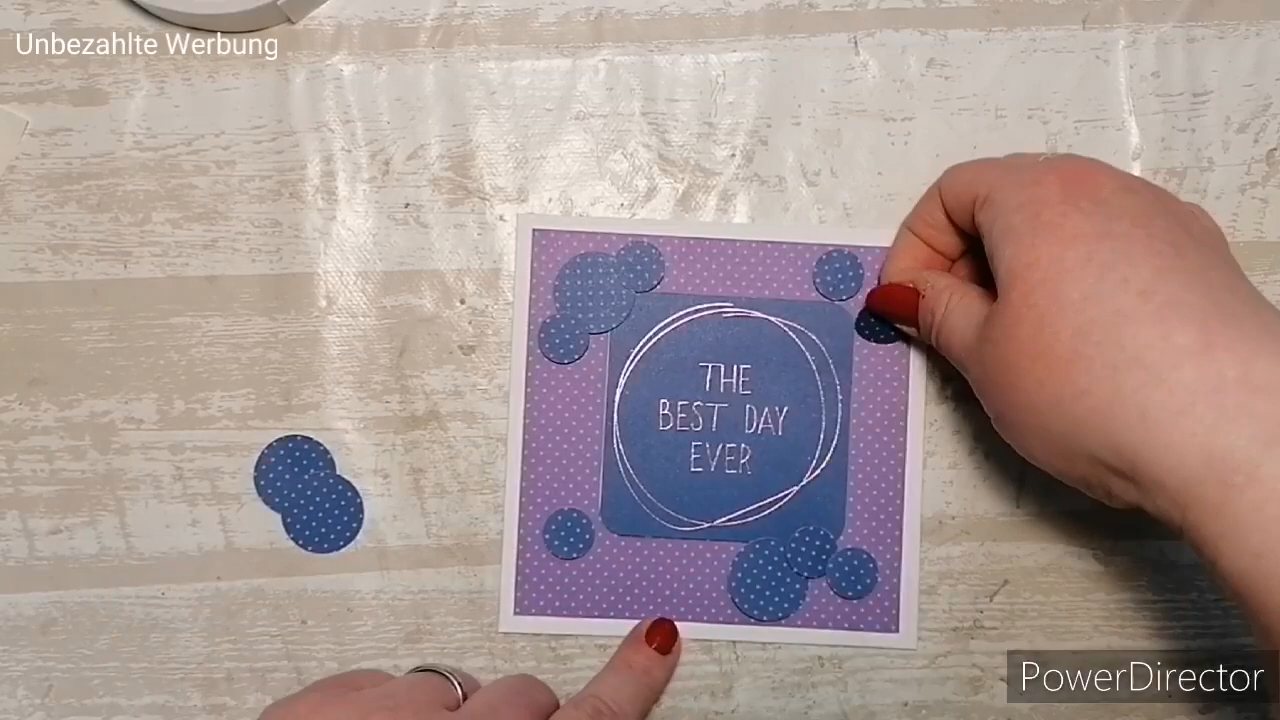 Unbezahlte Werbung
THE
BEST DAY
EVER
PowerDirector